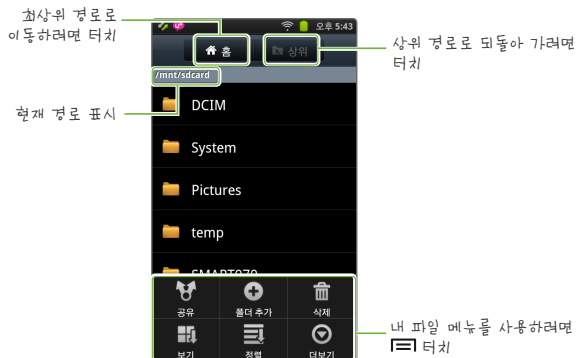 최상위 경로로
이동하려면 터치
오후 5:43
홈
상위
상위 경로로 되돌아 가려면
터치
/mnt/sdcard
현재 경로 표시
DCIM
System
Pictures
temp
SMART070
공유
폴더 추가
삭제
보기
정렬
더보기
내 파일 메뉴를 사용하려면
터치